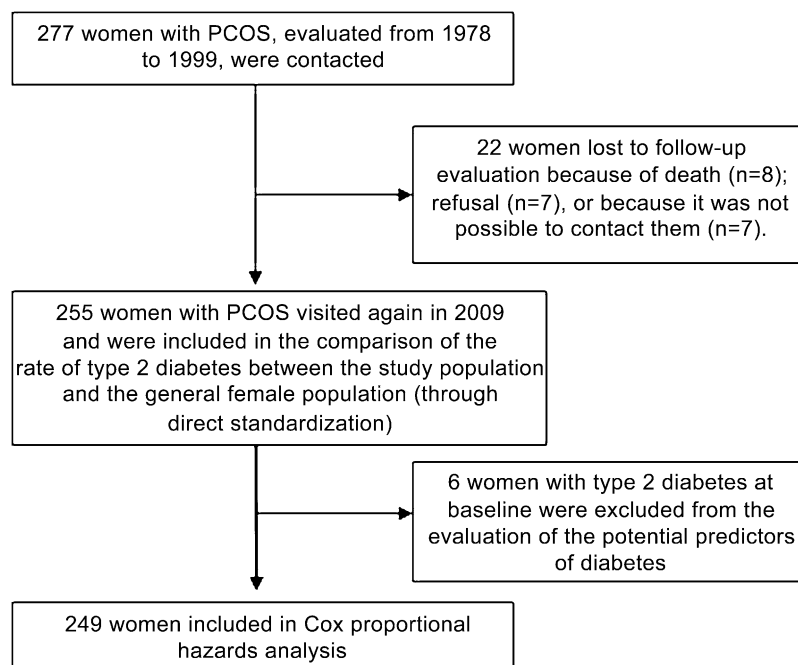 277 women with PCOS, evaluated from 1978
to 1999, were contacted
22 women lost to follow-up
evaluation because of death (n=8);
refusal (n=7), or because it was not
possible to contact them (n=7).
255 women with PCOS visited again in 2009
and were included in the comparison of the
rate of type 2 diabetes between the study population
and the general female population (through
direct standardization)
6 women with type 2 diabetes at
baseline were excluded from the
evaluation of the potential predictors
of diabetes
249 women included in Cox proportional
hazards analysis